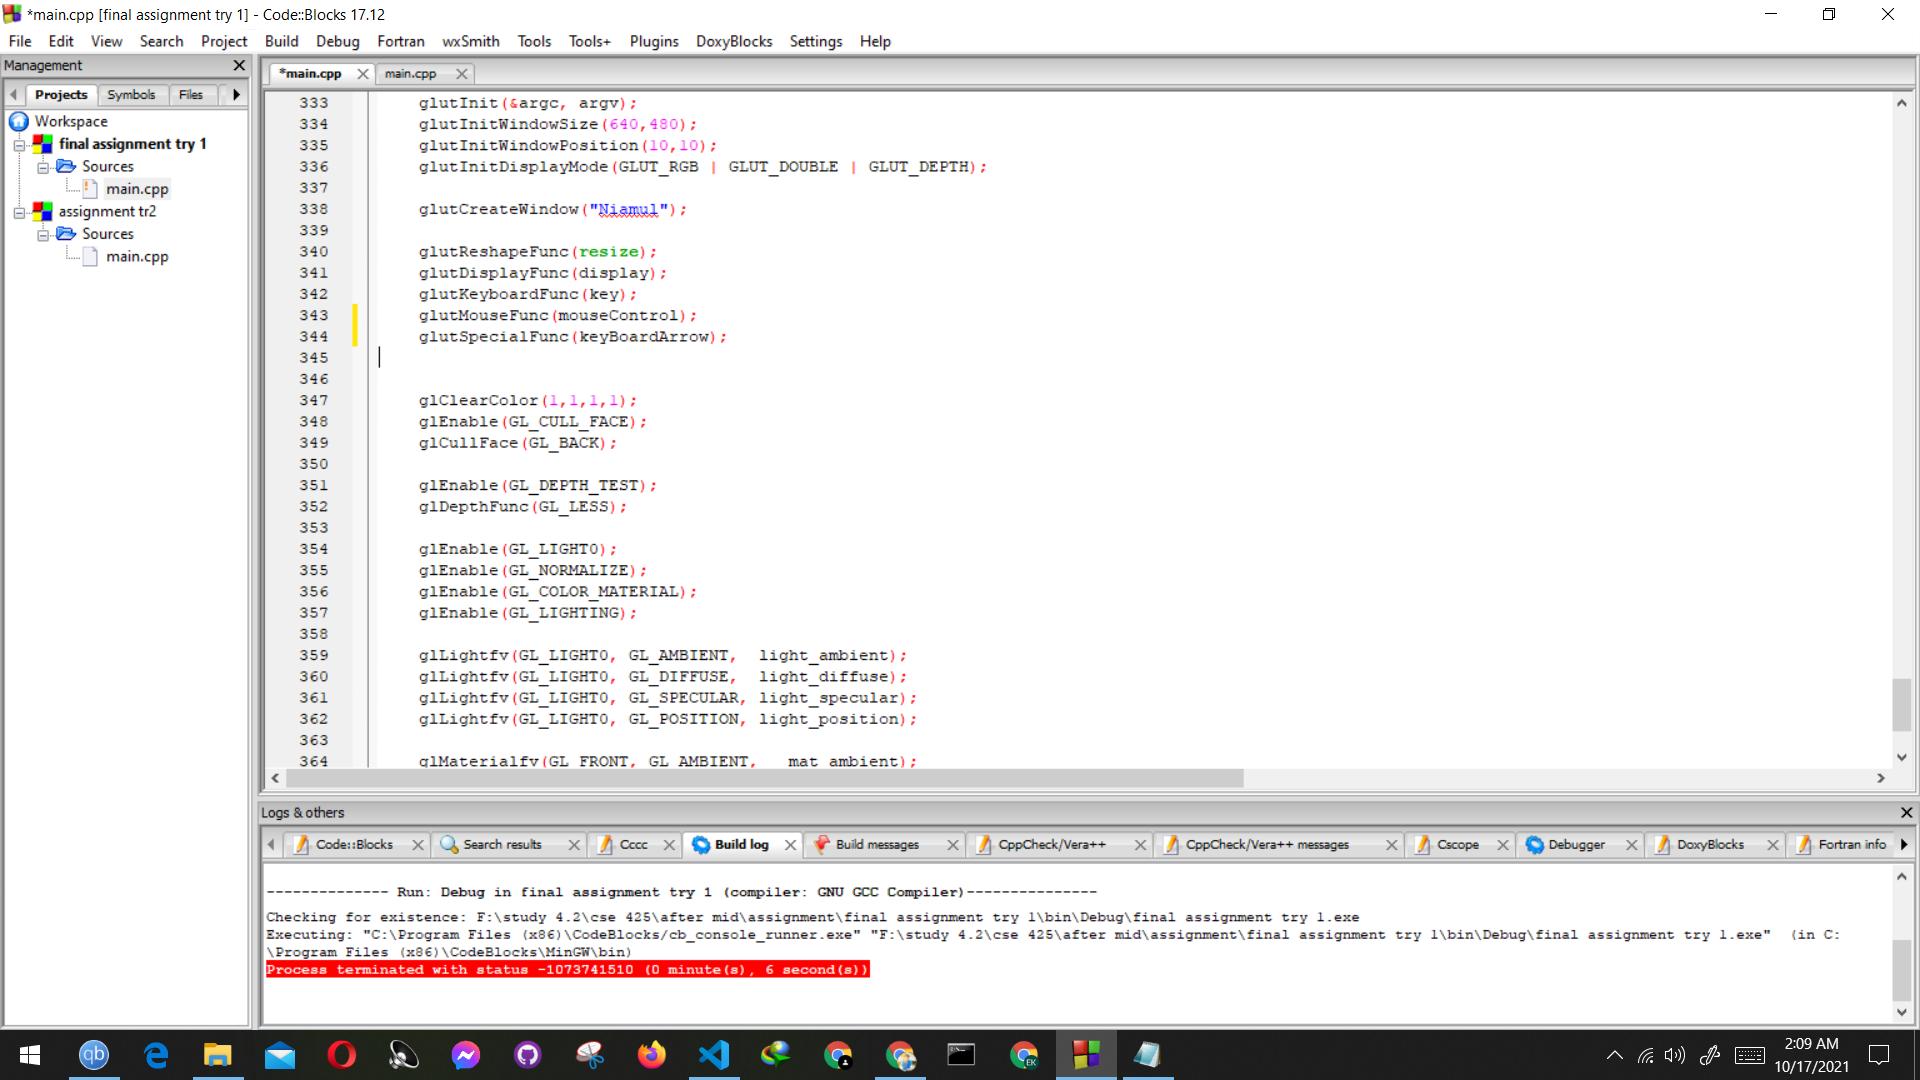 *main.cpp [final assignment try 1] - Code::Blocks 17.12
File Edit View Search Project Build Debug Fortran wxSmith Tools Tools+ Plugins DoxyBlocks Settings Help
Management
Projects Symbols Files
Workspace
final assignment try 1
Sources
main.cpp
assignment tr2
Sources
main.cpp
*main.cpp main.cpp
333 glutInit(&argc, argv);
334 glutInitWindowSize(640,480);
335 glutInitWindowPosition(10,10);
336 glutInitDisplayMode(GLUT_RGB | GLUT_DOUBLE | GLUT_DEPTH);
337
338 glutCreateWindow("Niamul");
339
340 glutReshapeFunc(resize);
341 glutDisplayFunc(display);
342 glutKeyboardFunc(key);
343 glutMouseFunc(mouseControl);
344 glutSpecialFunc(keyBoardArrow);
345
346
347 glClearColor(1,1,1,1);
348 glEnable(GL_CULL_FACE);
349 glCullFace(GL_BACK);
350
351 glEnable(GL_DEPTH_TEST);
352 glDepthFunc(GL_LESS);
353
354 glEnable(GL_LIGHT0);
355 glEnable(GL_NORMALIZE);
356 glEnable(GL_COLOR_MATERIAL);
357 glEnable(GL_LIGHTING);
358
359 glLightfv(GL_LIGHT0, GL_AMBIENT, light_ambient);
360 glLightfv(GL_LIGHT0, GL_DIFFUSE, light_diffuse);
361 glLightfv(GL_LIGHT0, GL_SPECULAR, light_specular);
362 glLightfv(GL_LIGHT0, GL_POSITION, light_position);
363
364 glMaterialfv(GL_FRONT, GL_AMBIENT, mat_ambient);
Logs & others
Code::Blocks Search results Cccc Build log Build messages CppCheck/Vera++ CppCheck/Vera++ messages Cscope Debugger DoxyBlocks Fortran info
-------------- Run: Debug in final assignment try 1 (compiler: GNU GCC Compiler)---------------
Checking for existence: F:\study 4.2\cse 425\after mid\assignment\final assignment try 1\bin\Debug\final assignment try 1.exe
Executing: "C:\Program Files (x86)\CodeBlocks/cb_console_runner.exe" "F:\study 4.2\cse 425\after mid\assignment\final assignment try 1\bin\Debug\final assignment try 1.exe" (in C:
\Program Files (x86)\CodeBlocks\MinGW\bin)
Process terminated with status -1073741510 (0 minute(s), 6 second(s))
qb
EK
2:09 AM
10/17/2021